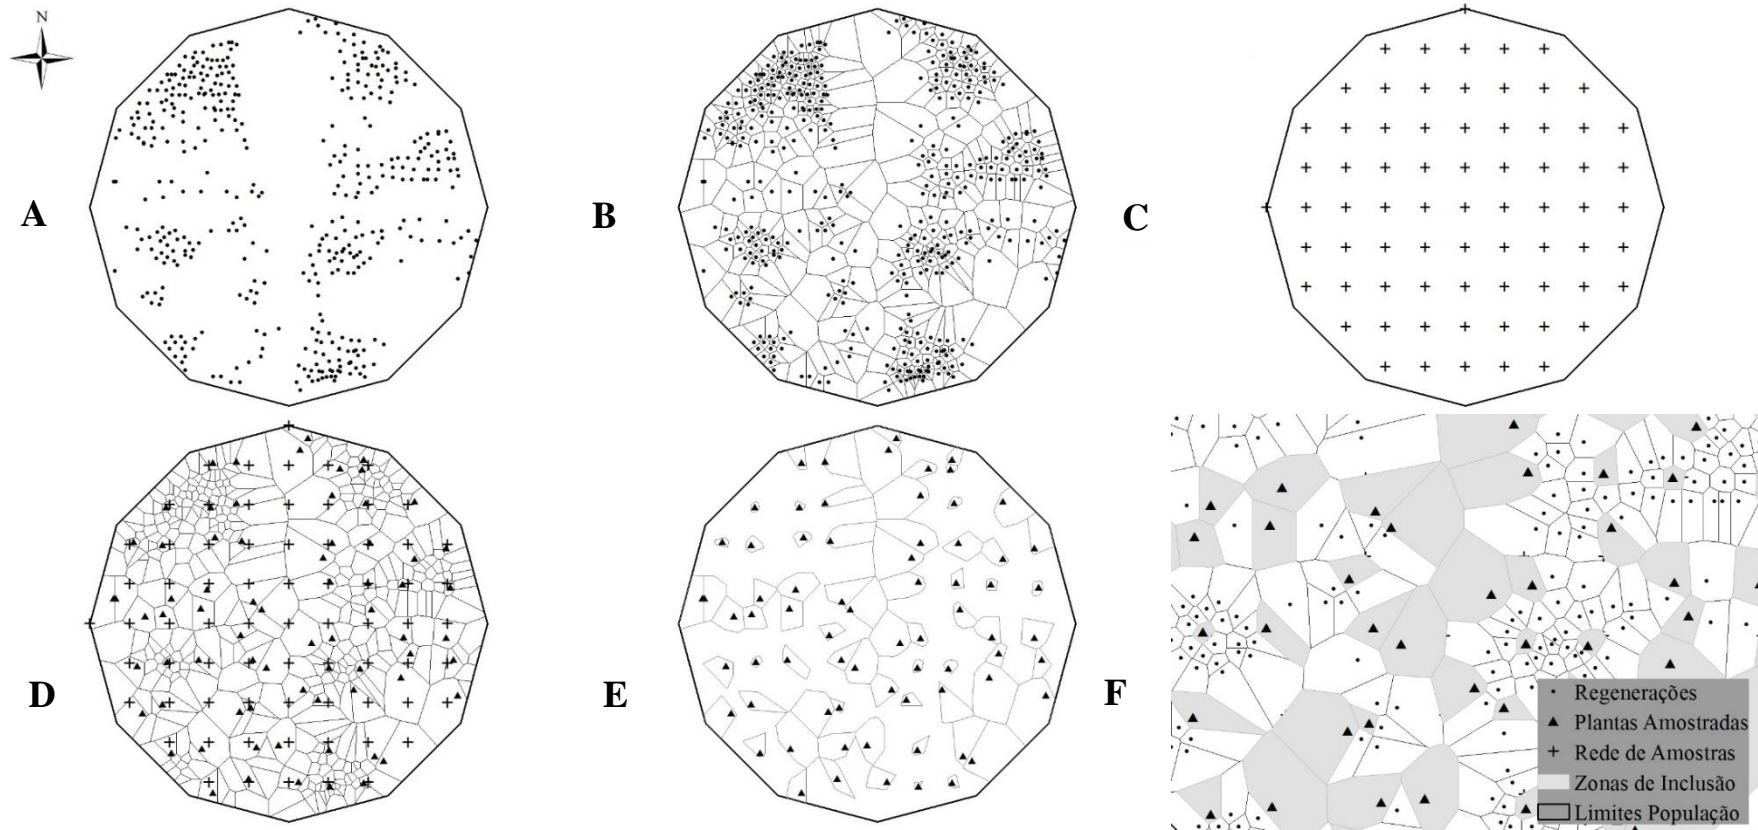 N
A
B
C
D
E
F
Regenerações
Plantas Amostradas
Rede de Amostras
Zonas de Inclusão
Limites População